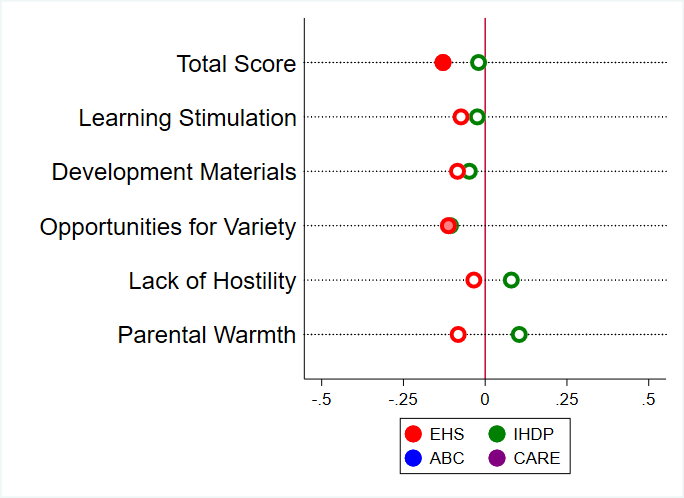 Total Score
Learning Stimulation
Development Materials
Opportunities for Variety
Lack of Hostility
Parental Warmth
-.5 -.25 0 .25 .5
EHS IHDP
ABC CARE